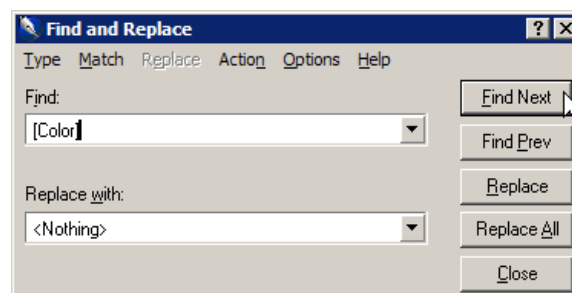 Find and Replace
Type Match Replace Action Options Help
Find:
Find Next
[Color]
Find Prev
Replace with:
Replace
<Nothing>
Replace All
Close